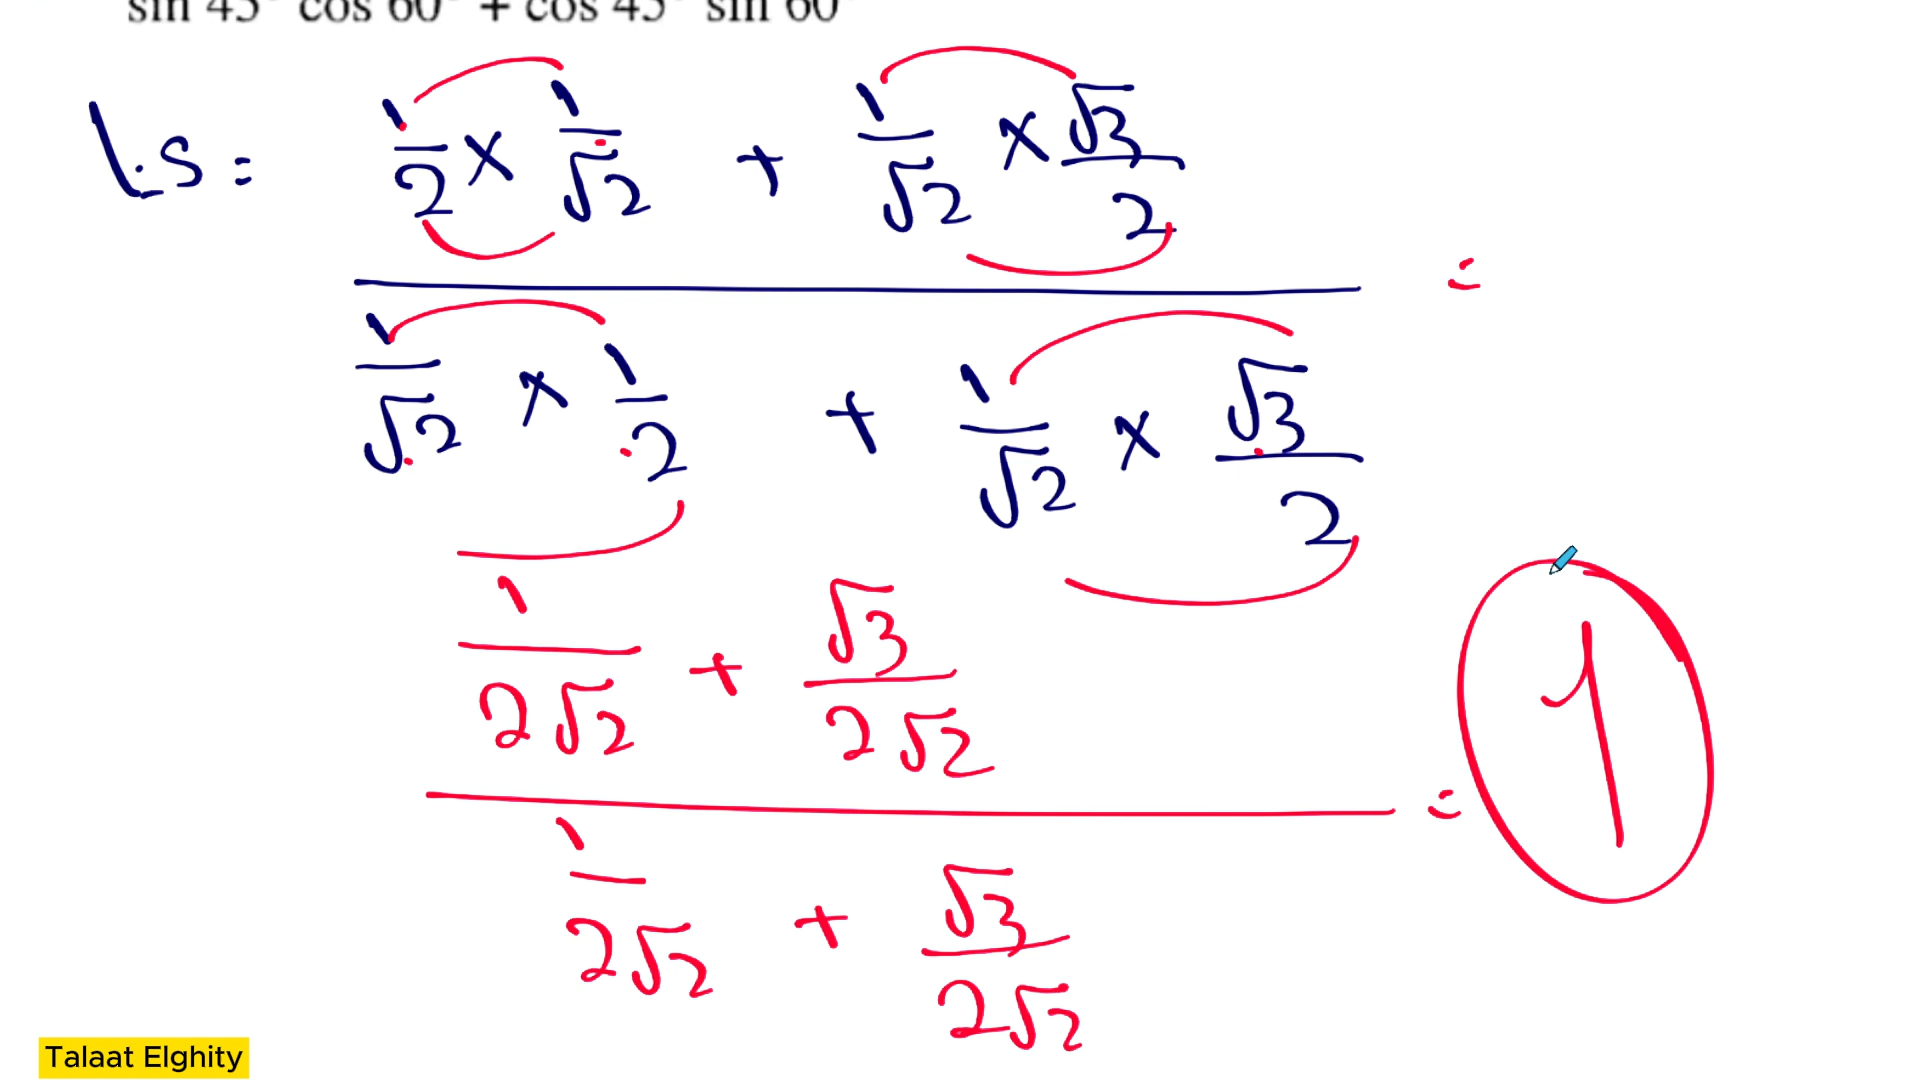 sin 45° cos 60° + cos 45° sin 60°
L.S = 1/2 × 1/√2 + 1/√2 × √3/2 =
1/√2 × 1/2 + 1/√2 × √3/2
1/2√2 + √3/2√2
= 1
1/2√2 + √3/2√2
Talaat Elghity